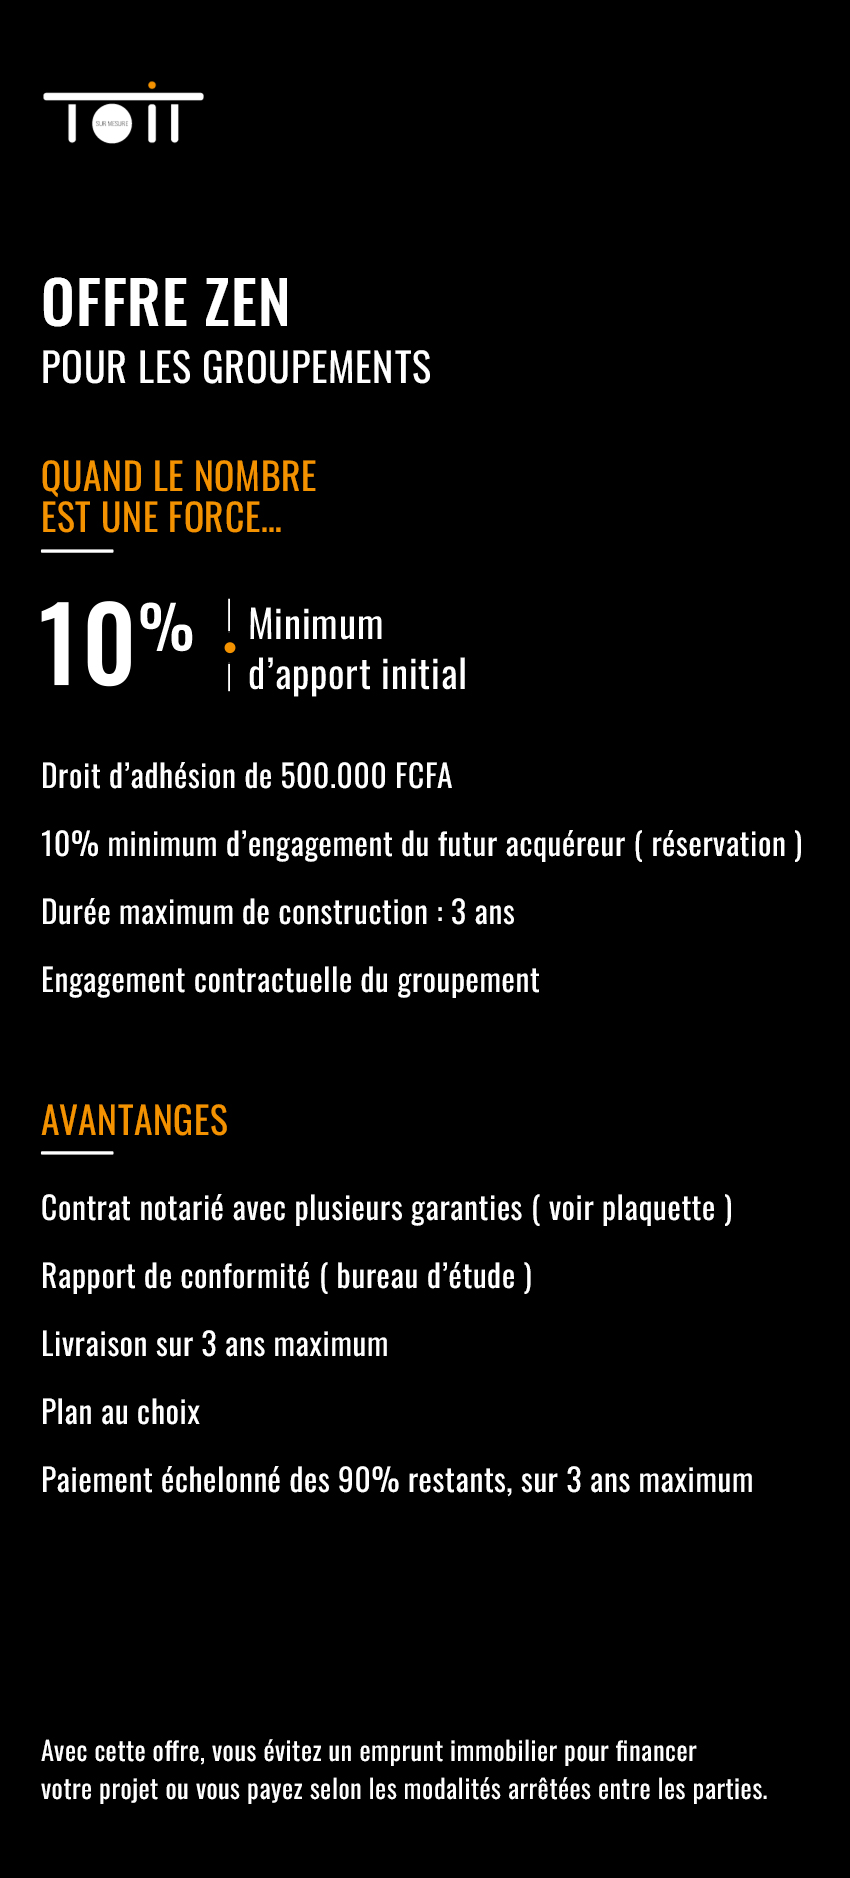 TOIT
SUR MESURE
OFFRE ZEN
POUR LES GROUPEMENTS
QUAND LE NOMBRE
EST UNE FORCE...
10%
Minimum
d’apport initial
Droit d’adhésion de 500.000 FCFA
10% minimum d’engagement du futur acquéreur ( réservation )
Durée maximum de construction : 3 ans
Engagement contractuelle du groupement
AVANTANGES
Contrat notarié avec plusieurs garanties ( voir plaquette )
Rapport de conformité ( bureau d’étude )
Livraison sur 3 ans maximum
Plan au choix
Paiement échelonné des 90% restants, sur 3 ans maximum
Avec cette offre, vous évitez un emprunt immobilier pour financer
votre projet ou vous payez selon les modalités arrêtées entre les parties.